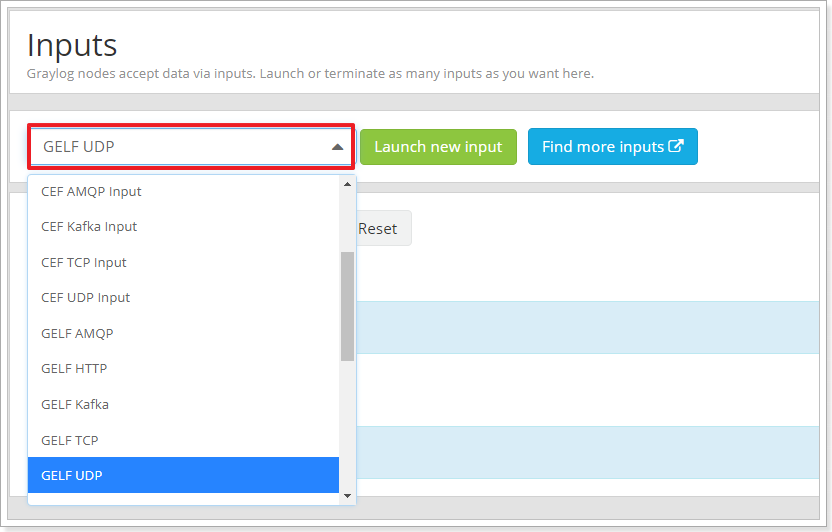 Inputs
Graylog nodes accept data via inputs. Launch or terminate as many inputs as you want here.
GELF UDP
Launch new input
Find more inputs
CEF AMQP Input
CEF Kafka Input
Reset
CEF TCP Input
CEF UDP Input
GELF AMQP
GELF HTTP
GELF Kafka
GELF TCP
GELF UDP